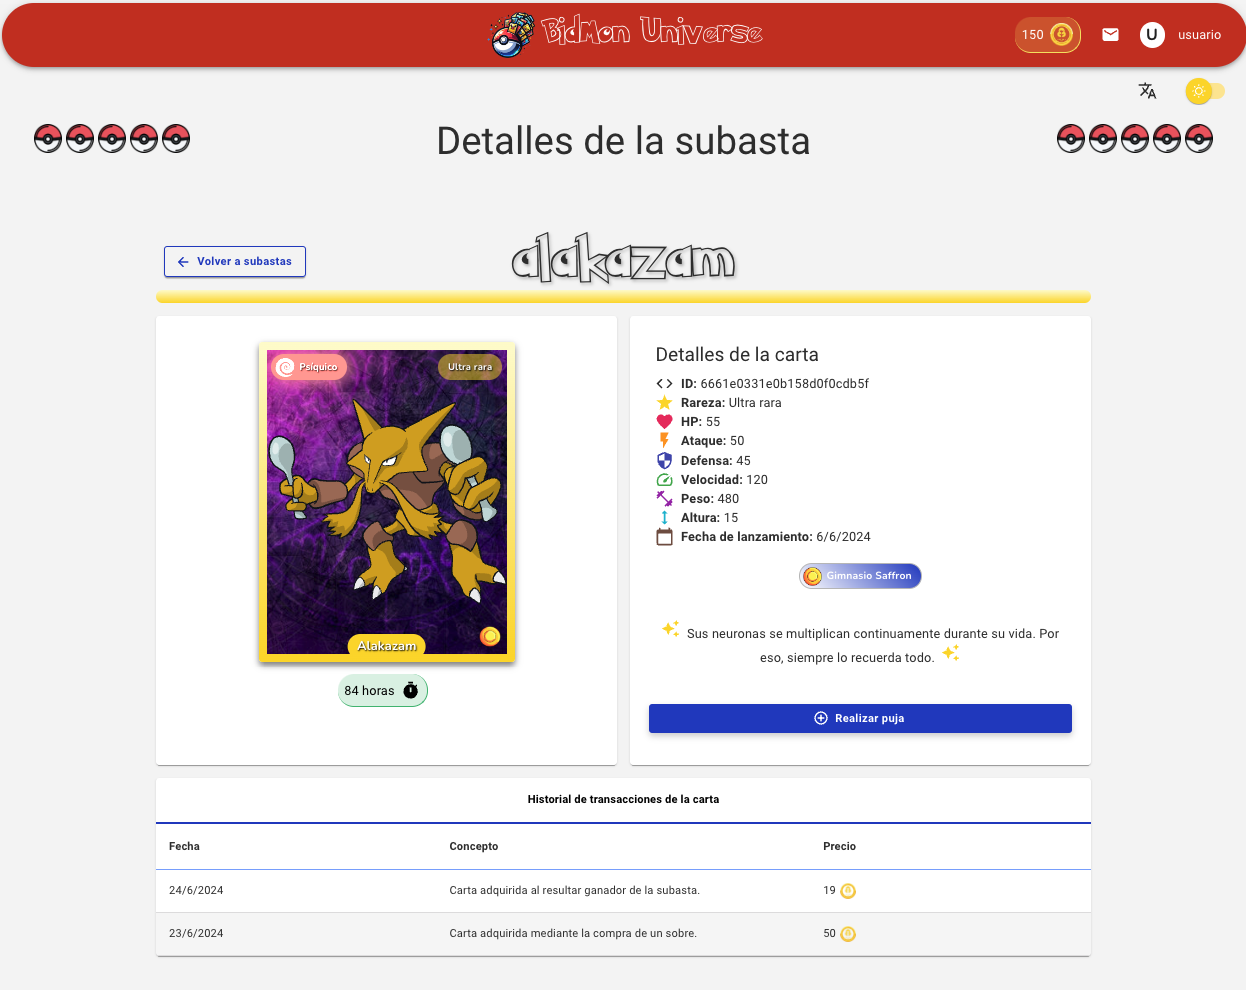 BidMon Universe
150
U usuario
Detalles de la subasta
Volver a subastas
alakazam
Psíquico
Ultra rara
Alakazam
84 horas
Detalles de la carta
ID: 6661e0331e0b158d0f0cdb5f
Rareza: Ultra rara
HP: 55
Ataque: 50
Defensa: 45
Velocidad: 120
Peso: 480
Altura: 15
Fecha de lanzamiento: 6/6/2024
Gimnasio Saffron
Sus neuronas se multiplican continuamente durante su vida. Por
eso, siempre lo recuerda todo.
Realizar puja
Historial de transacciones de la carta
Fecha Concepto Precio
24/6/2024 Carta adquirida al resultar ganador de la subasta. 19
23/6/2024 Carta adquirida mediante la compra de un sobre. 50